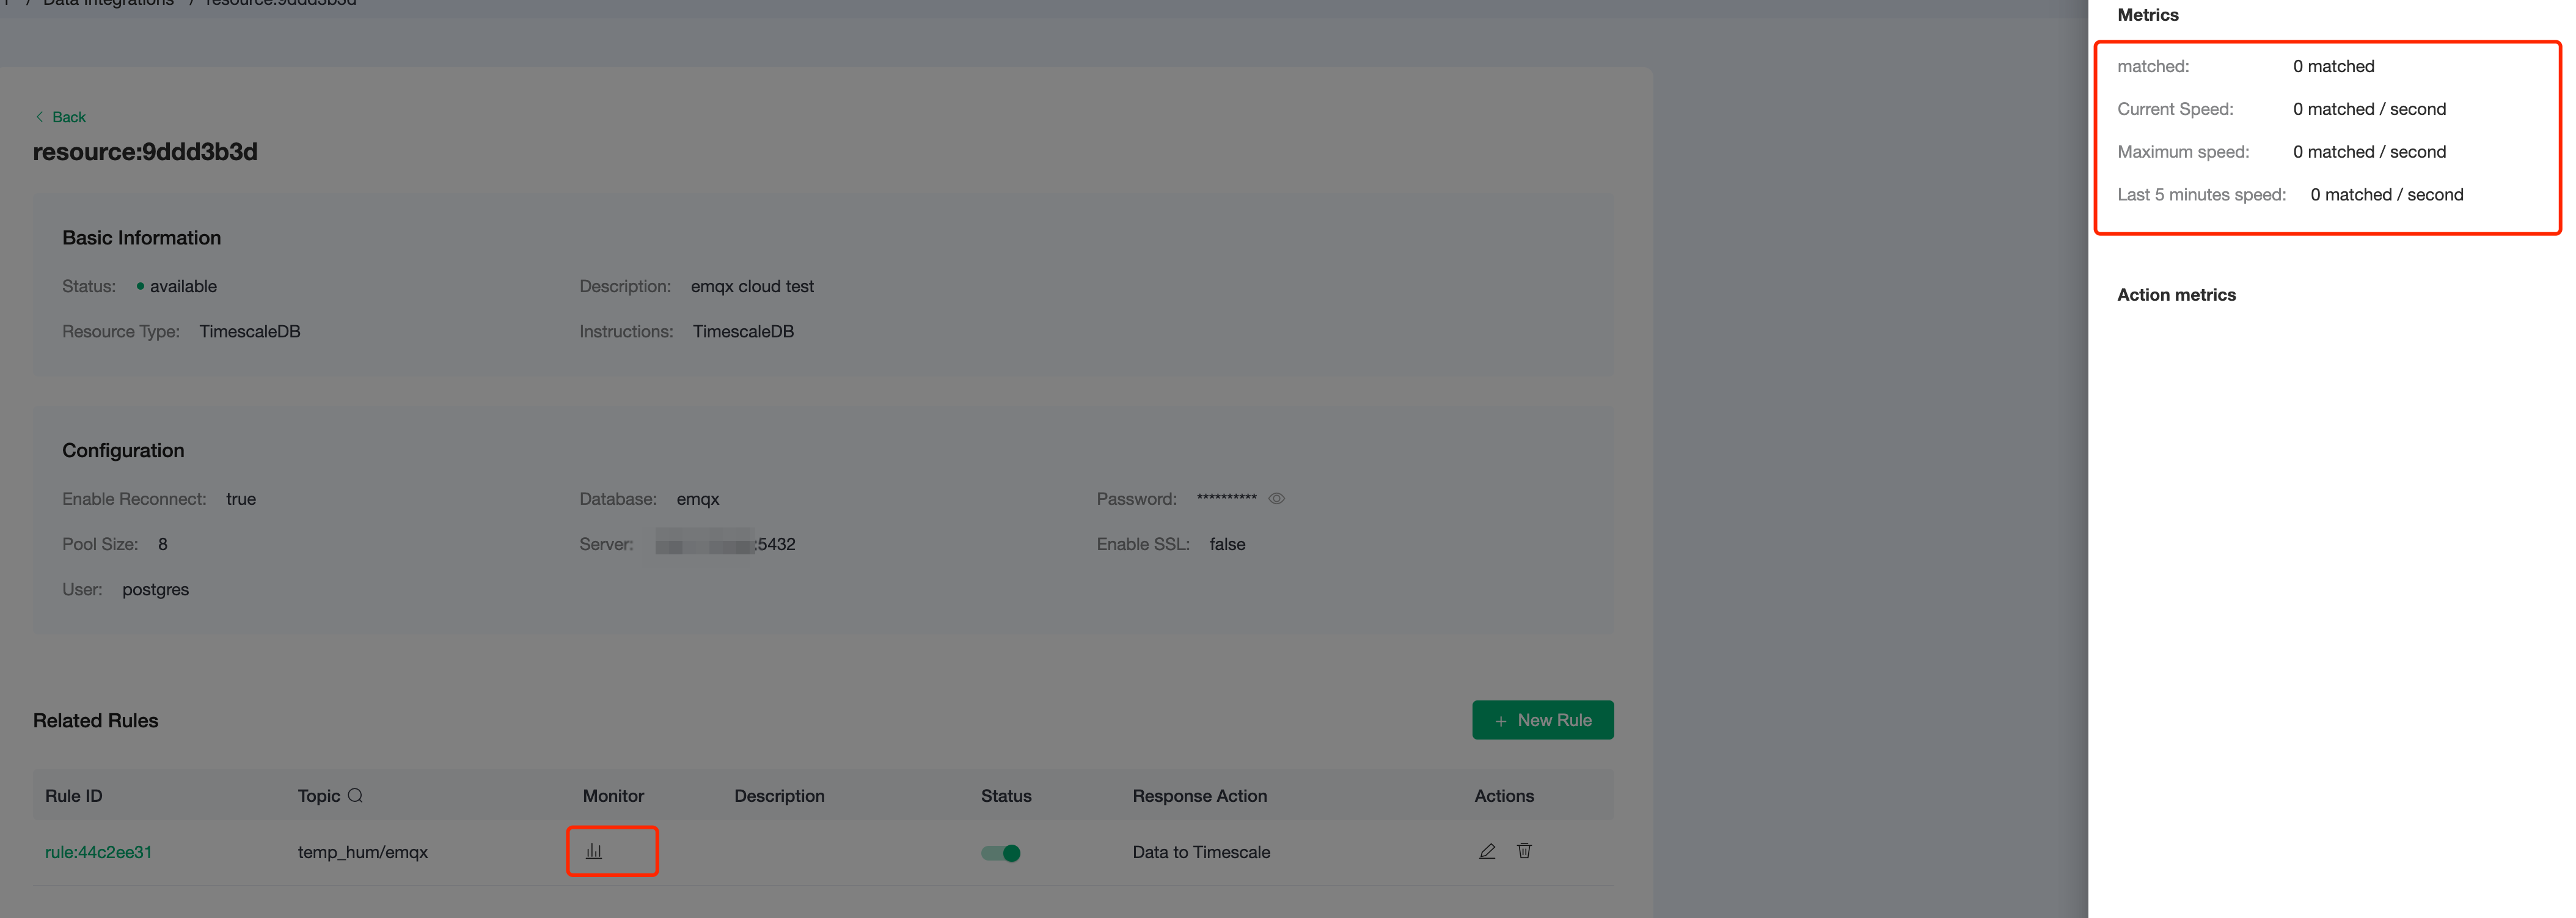 / Data Integrations / resource:9ddd3b3d
Back
resource:9ddd3b3d
Basic Information
Status: available
Description: emqx cloud test
Resource Type: TimescaleDB
Instructions: TimescaleDB
Configuration
Enable Reconnect: true
Database: emqx
Password: **********
Pool Size: 8
Server: :5432
Enable SSL: false
User: postgres
Related Rules
+ New Rule
Rule ID Topic Monitor Description Status Response Action Actions
rule:44c2ee31 temp_hum/emqx Data to Timescale
Metrics
matched: 0 matched
Current Speed: 0 matched / second
Maximum speed: 0 matched / second
Last 5 minutes speed: 0 matched / second
Action metrics